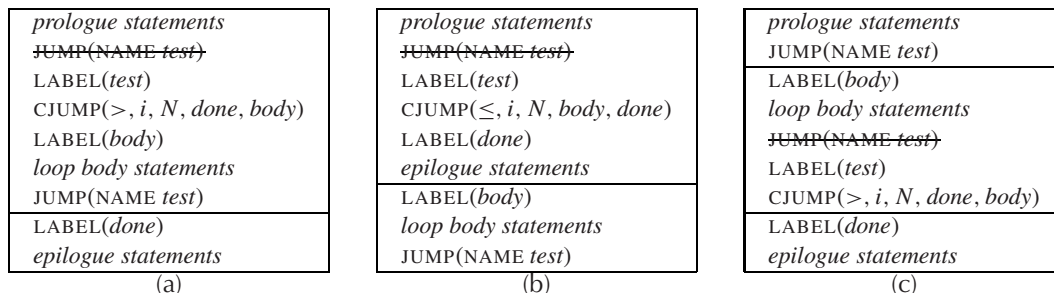 prologue statements
JUMP(NAME test)
LABEL(test)
CJUMP(>, i, N, done, body)
LABEL(body)
loop body statements
JUMP(NAME test)
LABEL(done)
epilogue statements
(a)
prologue statements
JUMP(NAME test)
LABEL(test)
CJUMP(≤, i, N, body, done)
LABEL(done)
epilogue statements
LABEL(body)
loop body statements
JUMP(NAME test)
(b)
prologue statements
JUMP(NAME test)
LABEL(body)
loop body statements
JUMP(NAME test)
LABEL(test)
CJUMP(>, i, N, done, body)
LABEL(done)
epilogue statements
(c)